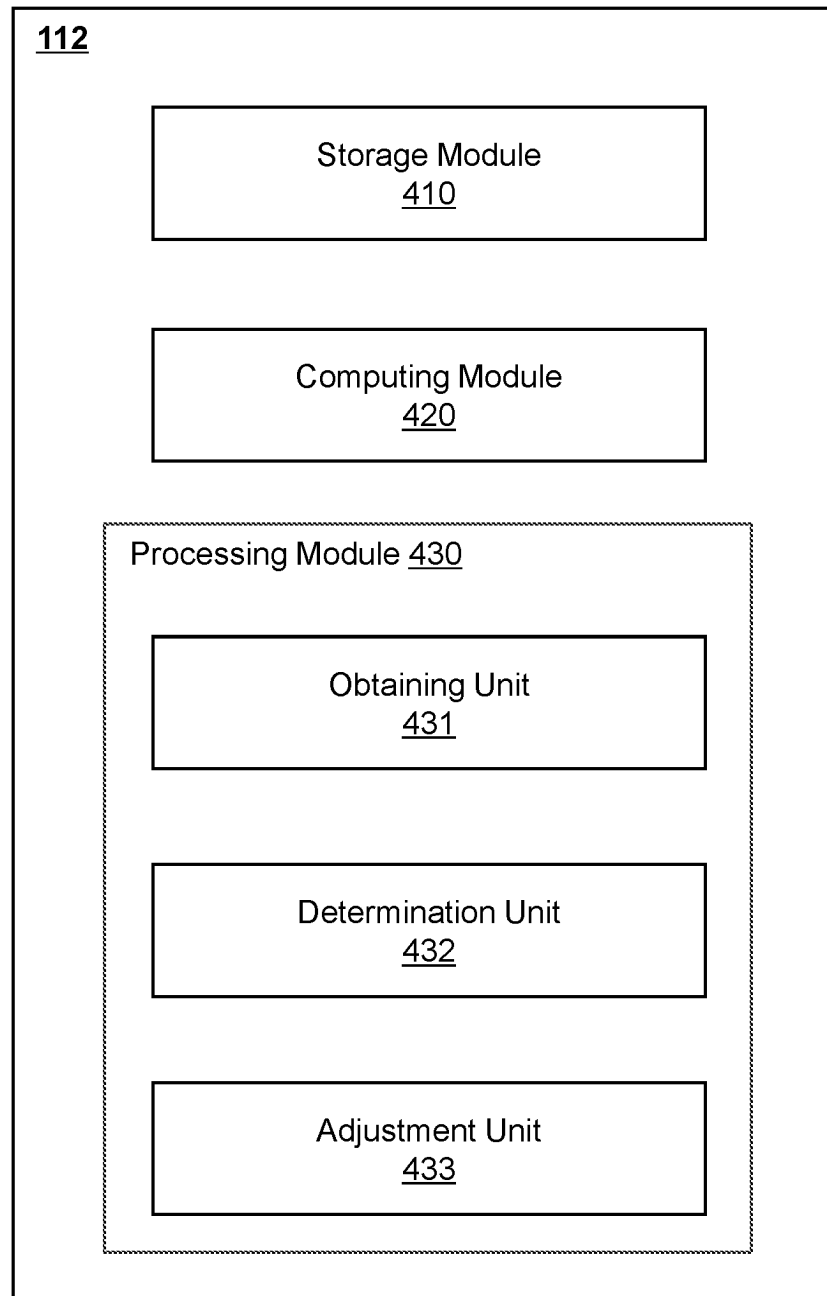 112
Storage Module
410
Computing Module
420
Processing Module 430
Obtaining Unit
431
Determination Unit
432
Adjustment Unit
433